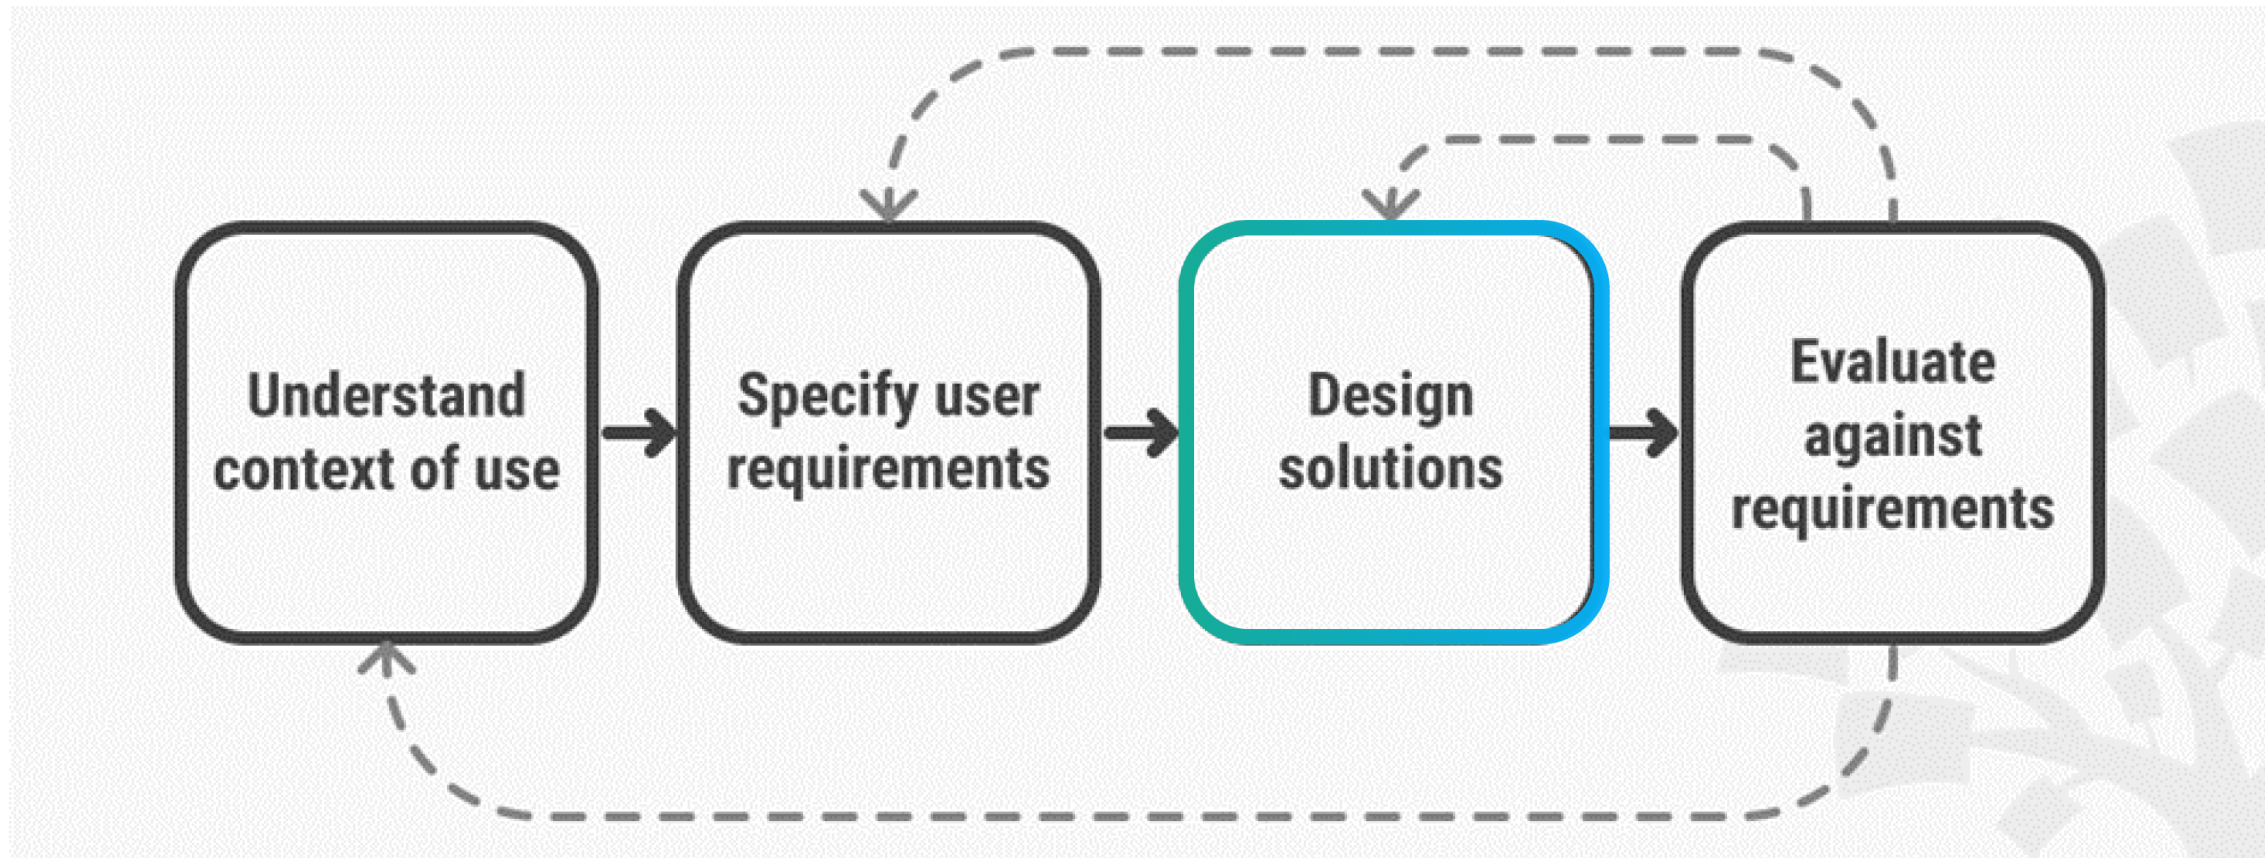 Understand
context of use
Specify user
requirements
Design
solutions
Evaluate
against
requirements